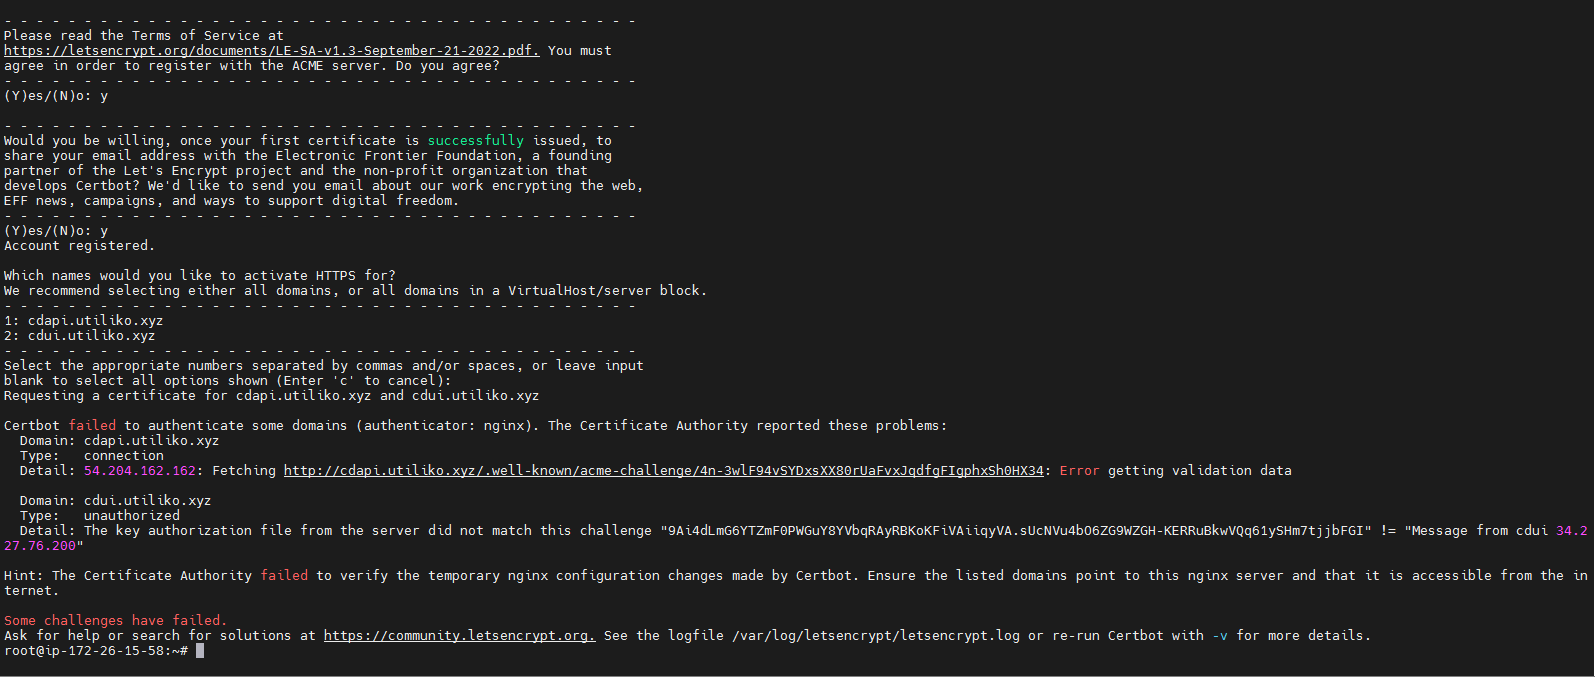 - - - - - - - - - - - - - - - - - - - - - - - - - - - - - - - - - - - - - - - -
Please read the Terms of Service at
https://letsencrypt.org/documents/LE-SA-v1.3-September-21-2022.pdf. You must
agree in order to register with the ACME server. Do you agree?
- - - - - - - - - - - - - - - - - - - - - - - - - - - - - - - - - - - - - - - -
(Y)es/(N)o: y
- - - - - - - - - - - - - - - - - - - - - - - - - - - - - - - - - - - - - - - -
Would you be willing, once your first certificate is successfully issued, to
share your email address with the Electronic Frontier Foundation, a founding
partner of the Let's Encrypt project and the non-profit organization that
develops Certbot? We'd like to send you email about our work encrypting the web,
EFF news, campaigns, and ways to support digital freedom.
- - - - - - - - - - - - - - - - - - - - - - - - - - - - - - - - - - - - - - - -
(Y)es/(N)o: y
Account registered.
Which names would you like to activate HTTPS for?
We recommend selecting either all domains, or all domains in a VirtualHost/server block.
- - - - - - - - - - - - - - - - - - - - - - - - - - - - - - - - - - - - - - - -
1: cdapi.utiliko.xyz
2: cdui.utiliko.xyz
- - - - - - - - - - - - - - - - - - - - - - - - - - - - - - - - - - - - - - - -
Select the appropriate numbers separated by commas and/or spaces, or leave input
blank to select all options shown (Enter 'c' to cancel):
Requesting a certificate for cdapi.utiliko.xyz and cdui.utiliko.xyz
Certbot failed to authenticate some domains (authenticator: nginx). The Certificate Authority reported these problems:
Domain: cdapi.utiliko.xyz
Type: connection
Detail: 54.204.162.162: Fetching http://cdapi.utiliko.xyz/.well-known/acme-challenge/4n-3wlF94vSYDxsXX80rUaFvxJqdfgFIgphxSh0HX34: Error getting validation data
Domain: cdui.utiliko.xyz
Type: unauthorized
Detail: The key authorization file from the server did not match this challenge "9Ai4dLmG6YTZmF0PWGuY8YVbqRAyRBKoKFiVAiiqyVA.sUcNVu4bO6ZG9WZGH-KERRuBkwVQq61ySHm7tjjbFGI" != "Message from cdui 34.2
27.76.200"
Hint: The Certificate Authority failed to verify the temporary nginx configuration changes made by Certbot. Ensure the listed domains point to this nginx server and that it is accessible from the in
ternet.
Some challenges have failed.
Ask for help or search for solutions at https://community.letsencrypt.org. See the logfile /var/log/letsencrypt/letsencrypt.log or re-run Certbot with -v for more details.
root@ip-172-26-15-58:~#